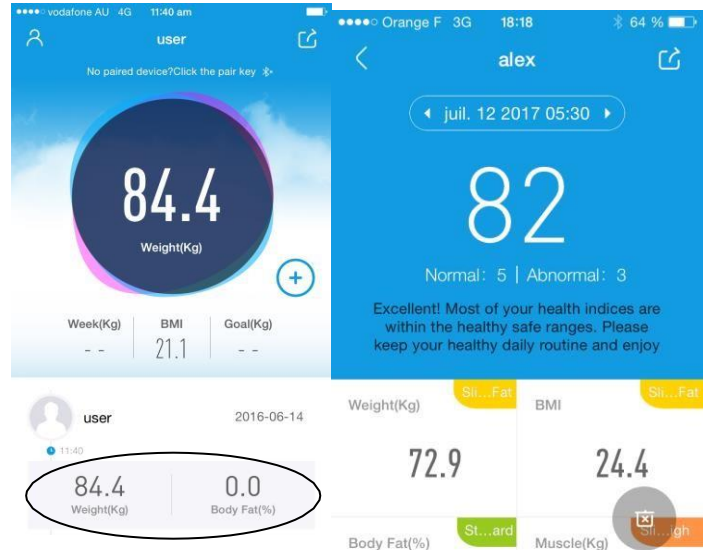 vodafone AU 4G 11:40 am
user
No paired device?Click the pair key
84.4
Weight(Kg)
Week(Kg) BMI Goal(Kg)
- - 21.1 - -
user 2016-06-14
11:40
84.4 0.0
Weight(Kg) Body Fat(%)
Orange F 3G 18:18 64 %
alex
juil. 12 2017 05:30
82
Normal: 5 | Abnormal: 3
Excellent! Most of your health indices are
within the healthy safe ranges. Please
keep your healthy daily routine and enjoy
Weight(Kg) Sli...Fat BMI Sli...Fat
72.9 24.4
Body Fat(%) St...ard Muscle(Kg) Sli...igh